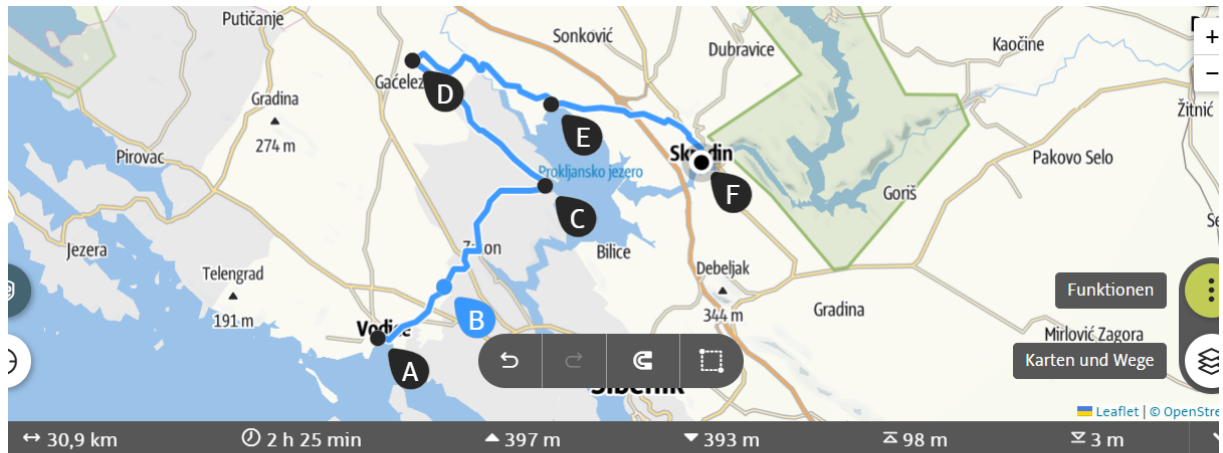 Putičanje
Sonković
Dubravice
Kaočine
+
−
Gaćelez
D
Gradina
274 m
E
Žitnić
Pirovac
Skradin
Pakovo Selo
Prokljansko jezero
F
Goriš
C
Jezera
Zaton
Bilice
Telengrad
191 m
Debeljak
344 m
Funktionen
B
Gradina
Vodice
A
Mirlović Zagora
Karten und Wege
Leaflet | © OpenStre
30,9 km
2 h 25 min
397 m
393 m
98 m
3 m